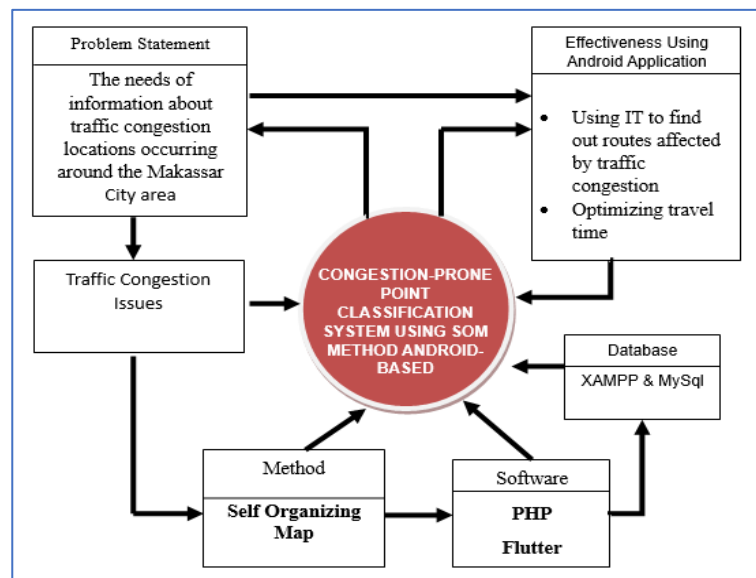 Problem Statement
The needs of
information about
traffic congestion
locations occurring
around the Makassar
City area
Effectiveness Using
Android Application
• Using IT to find
out routes affected
by traffic
congestion
• Optimizing travel
time
Traffic Congestion
Issues
CONGESTION-PRONE
POINT
CLASSIFICATION
SYSTEM USING SOM
METHOD ANDROID-
BASED
Database
XAMPP & MySql
Method
Self Organizing
Map
Software
PHP
Flutter